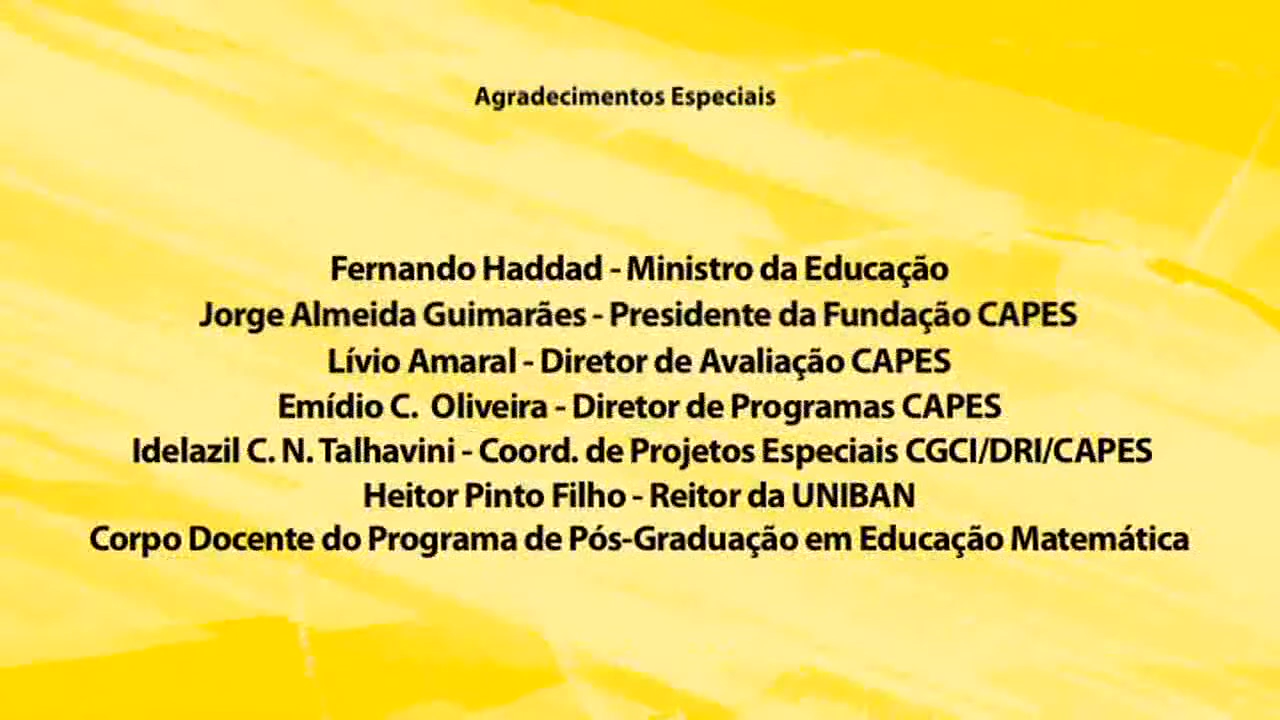 Agradecimentos Especiais
Fernando Haddad - Ministro da Educação
Jorge Almeida Guimarães - Presidente da Fundação CAPES
Lívio Amaral - Diretor de Avaliação CAPES
Emídio C. Oliveira - Diretor de Programas CAPES
Idelazil C. N. Talhavini - Coord. de Projetos Especiais CGCI/DRI/CAPES
Heitor Pinto Filho - Reitor da UNIBAN
Corpo Docente do Programa de Pós-Graduação em Educação Matemática